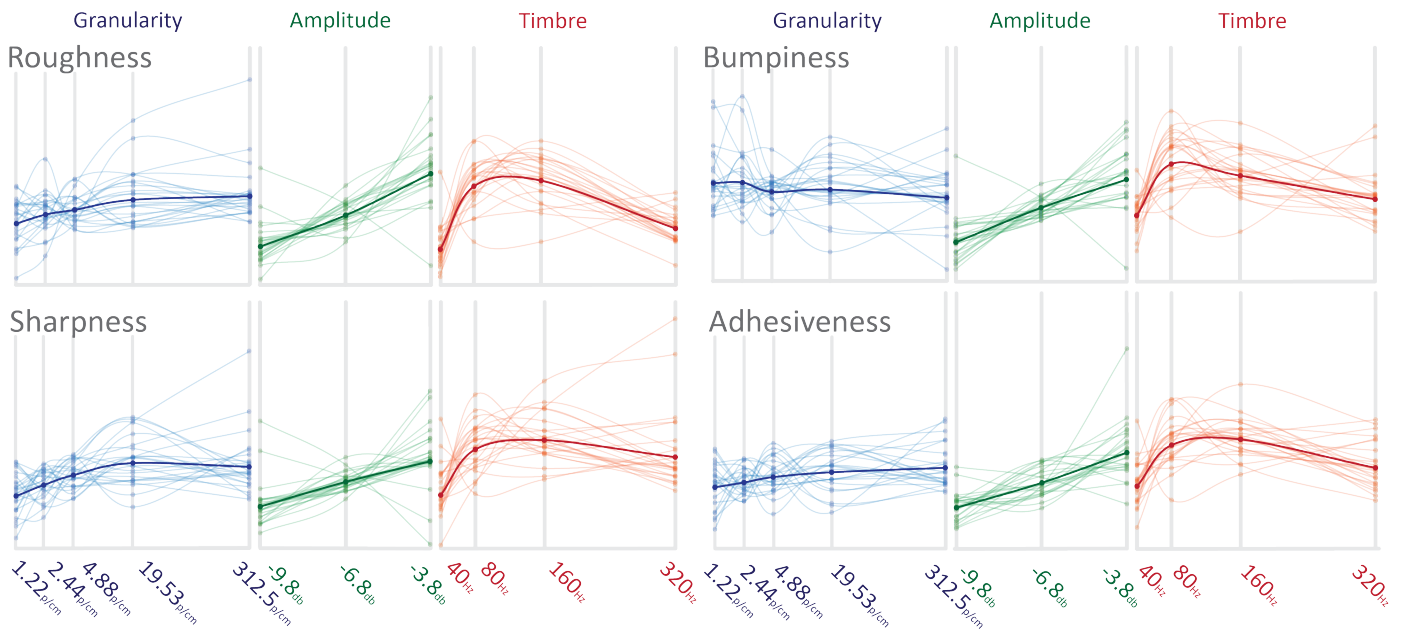 Granularity Amplitude Timbre Granularity Amplitude Timbre
Roughness Bumpiness
Sharpness Adhesiveness
1.22p/cm 2.44p/cm 4.88p/cm 19.53p/cm 312.5p/cm -9.8db -6.8db -3.8db 40Hz 80Hz 160Hz 320Hz 1.22p/cm 2.44p/cm 4.88p/cm 19.53p/cm 312.5p/cm -9.8db -6.8db -3.8db 40Hz 80Hz 160Hz 320Hz